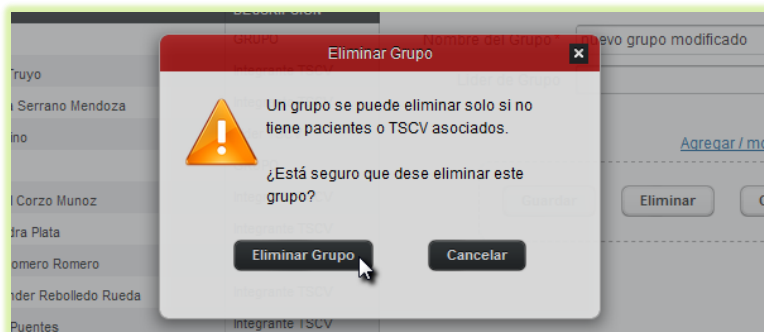 DESCRIPCIÓN
GRUPO
Nombre del Grupo*
nuevo grupo modificado
Eliminar Grupo
Truyo
Integrante TSCV
Líder de Grupo
Serrano Mendoza
Un grupo se puede eliminar solo si no
tiene pacientes o TSCV asociados.
ino
Agregar / mo
¿Está seguro que dese eliminar este
grupo?
Corzo Munoz
Guardar
Eliminar
dra Plata
Integrante TSCV
omero Romero
Eliminar Grupo
Cancelar
nder Rebolledo Rueda
Integrante TSCV
Puentes
Integrante TSCV